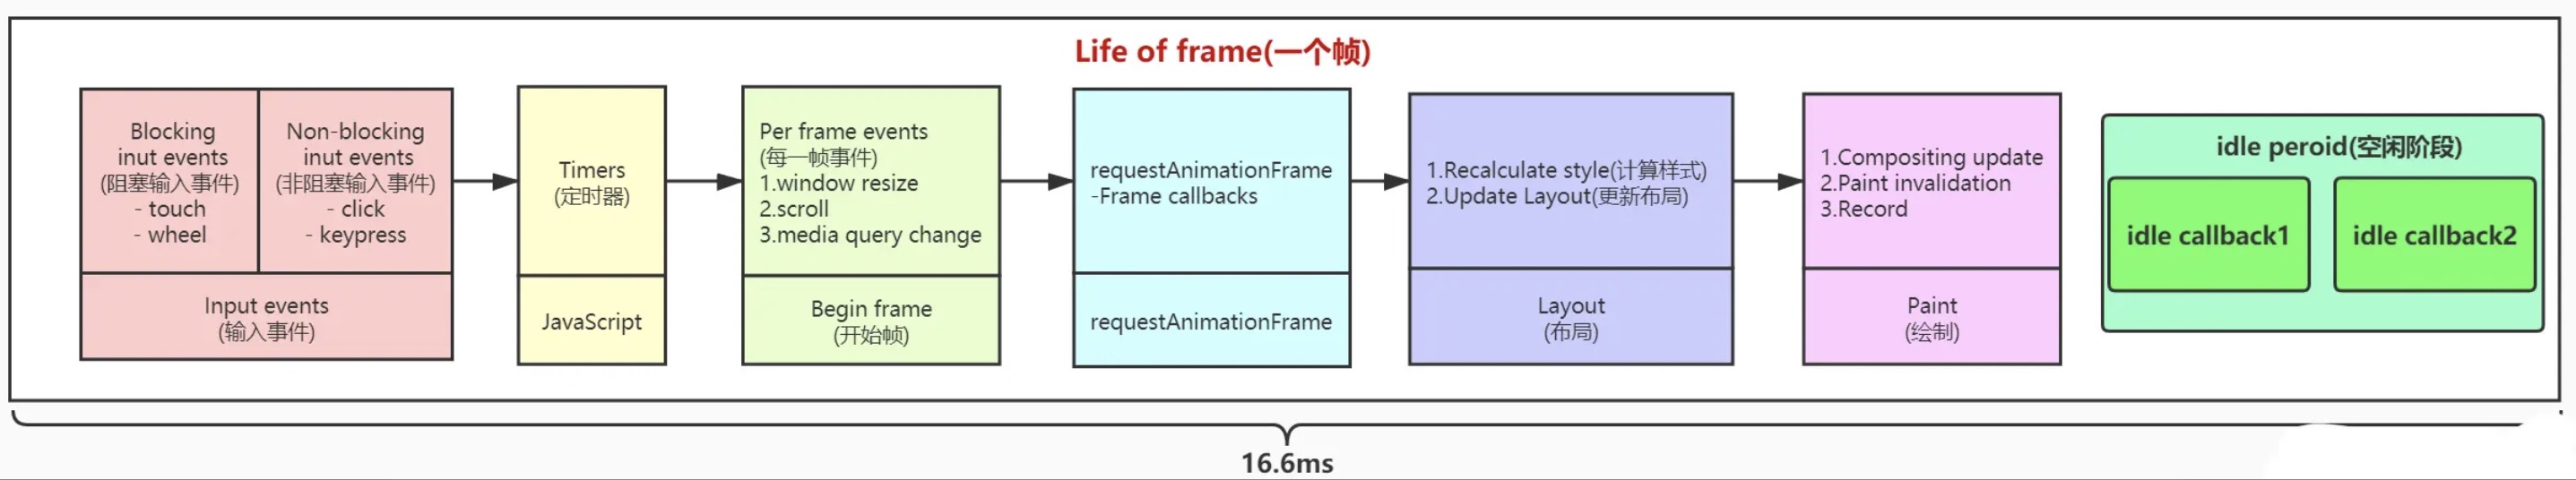 Life of frame(一个帧)
Blocking
inut events
(阻塞输入事件)
- touch
- wheel
Non-blocking
inut events
(非阻塞输入事件)
- click
- keypress
Input events
(输入事件)
Timers
(定时器)
JavaScript
Per frame events
(每一帧事件)
1.window resize
2.scroll
3.media query change
Begin frame
(开始帧)
requestAnimationFrame
-Frame callbacks
requestAnimationFrame
1.Recalculate style(计算样式)
2.Update Layout(更新布局)
Layout
(布局)
1.Compositing update
2.Paint invalidation
3.Record
Paint
(绘制)
idle peroid(空闲阶段)
idle callback1
idle callback2
16.6ms